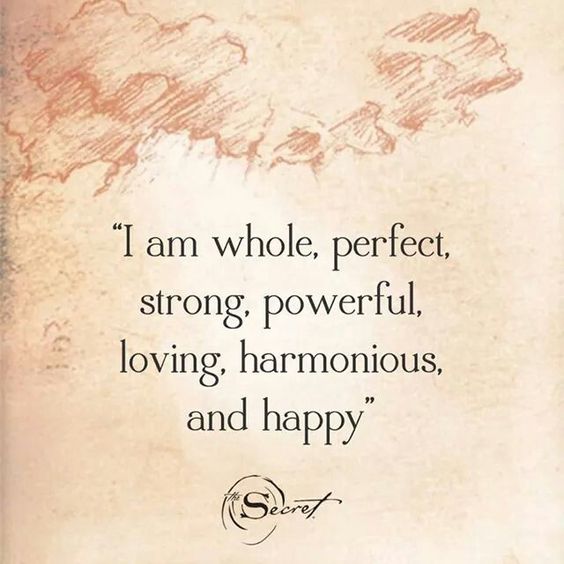 “I am whole, perfect,
strong, powerful,
loving, harmonious,
and happy”
the Secret